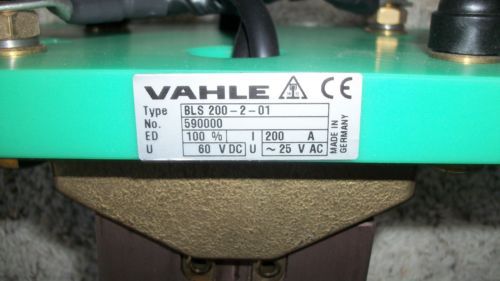 VAHLE CE
Type BLS 200-2-01
No. 590000
ED 100 % I 200 A
U 60 V DC U ~ 25 V AC
MADE IN
GERMANY